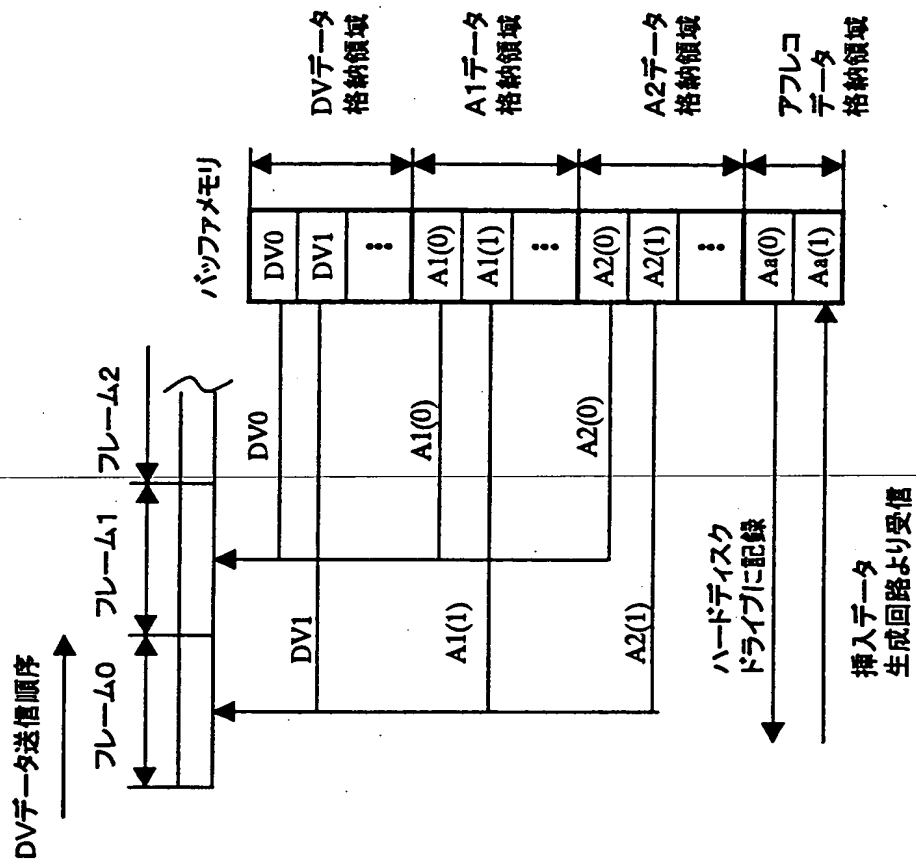 DVデータ送信順序
フレーム0
フレーム1
フレーム2
バッファメモリ
DV0
DV1
⋮
A1(0)
A1(1)
⋮
A2(0)
A2(1)
⋮
Aa(0)
Aa(1)
DVデータ
格納領域
A1データ
格納領域
A2データ
格納領域
アフレコ
データ
格納領域
DV0
DV1
A1(0)
A1(1)
A2(0)
A2(1)
ハードディスク
ドライブに記録
挿入データ
生成回路より受信